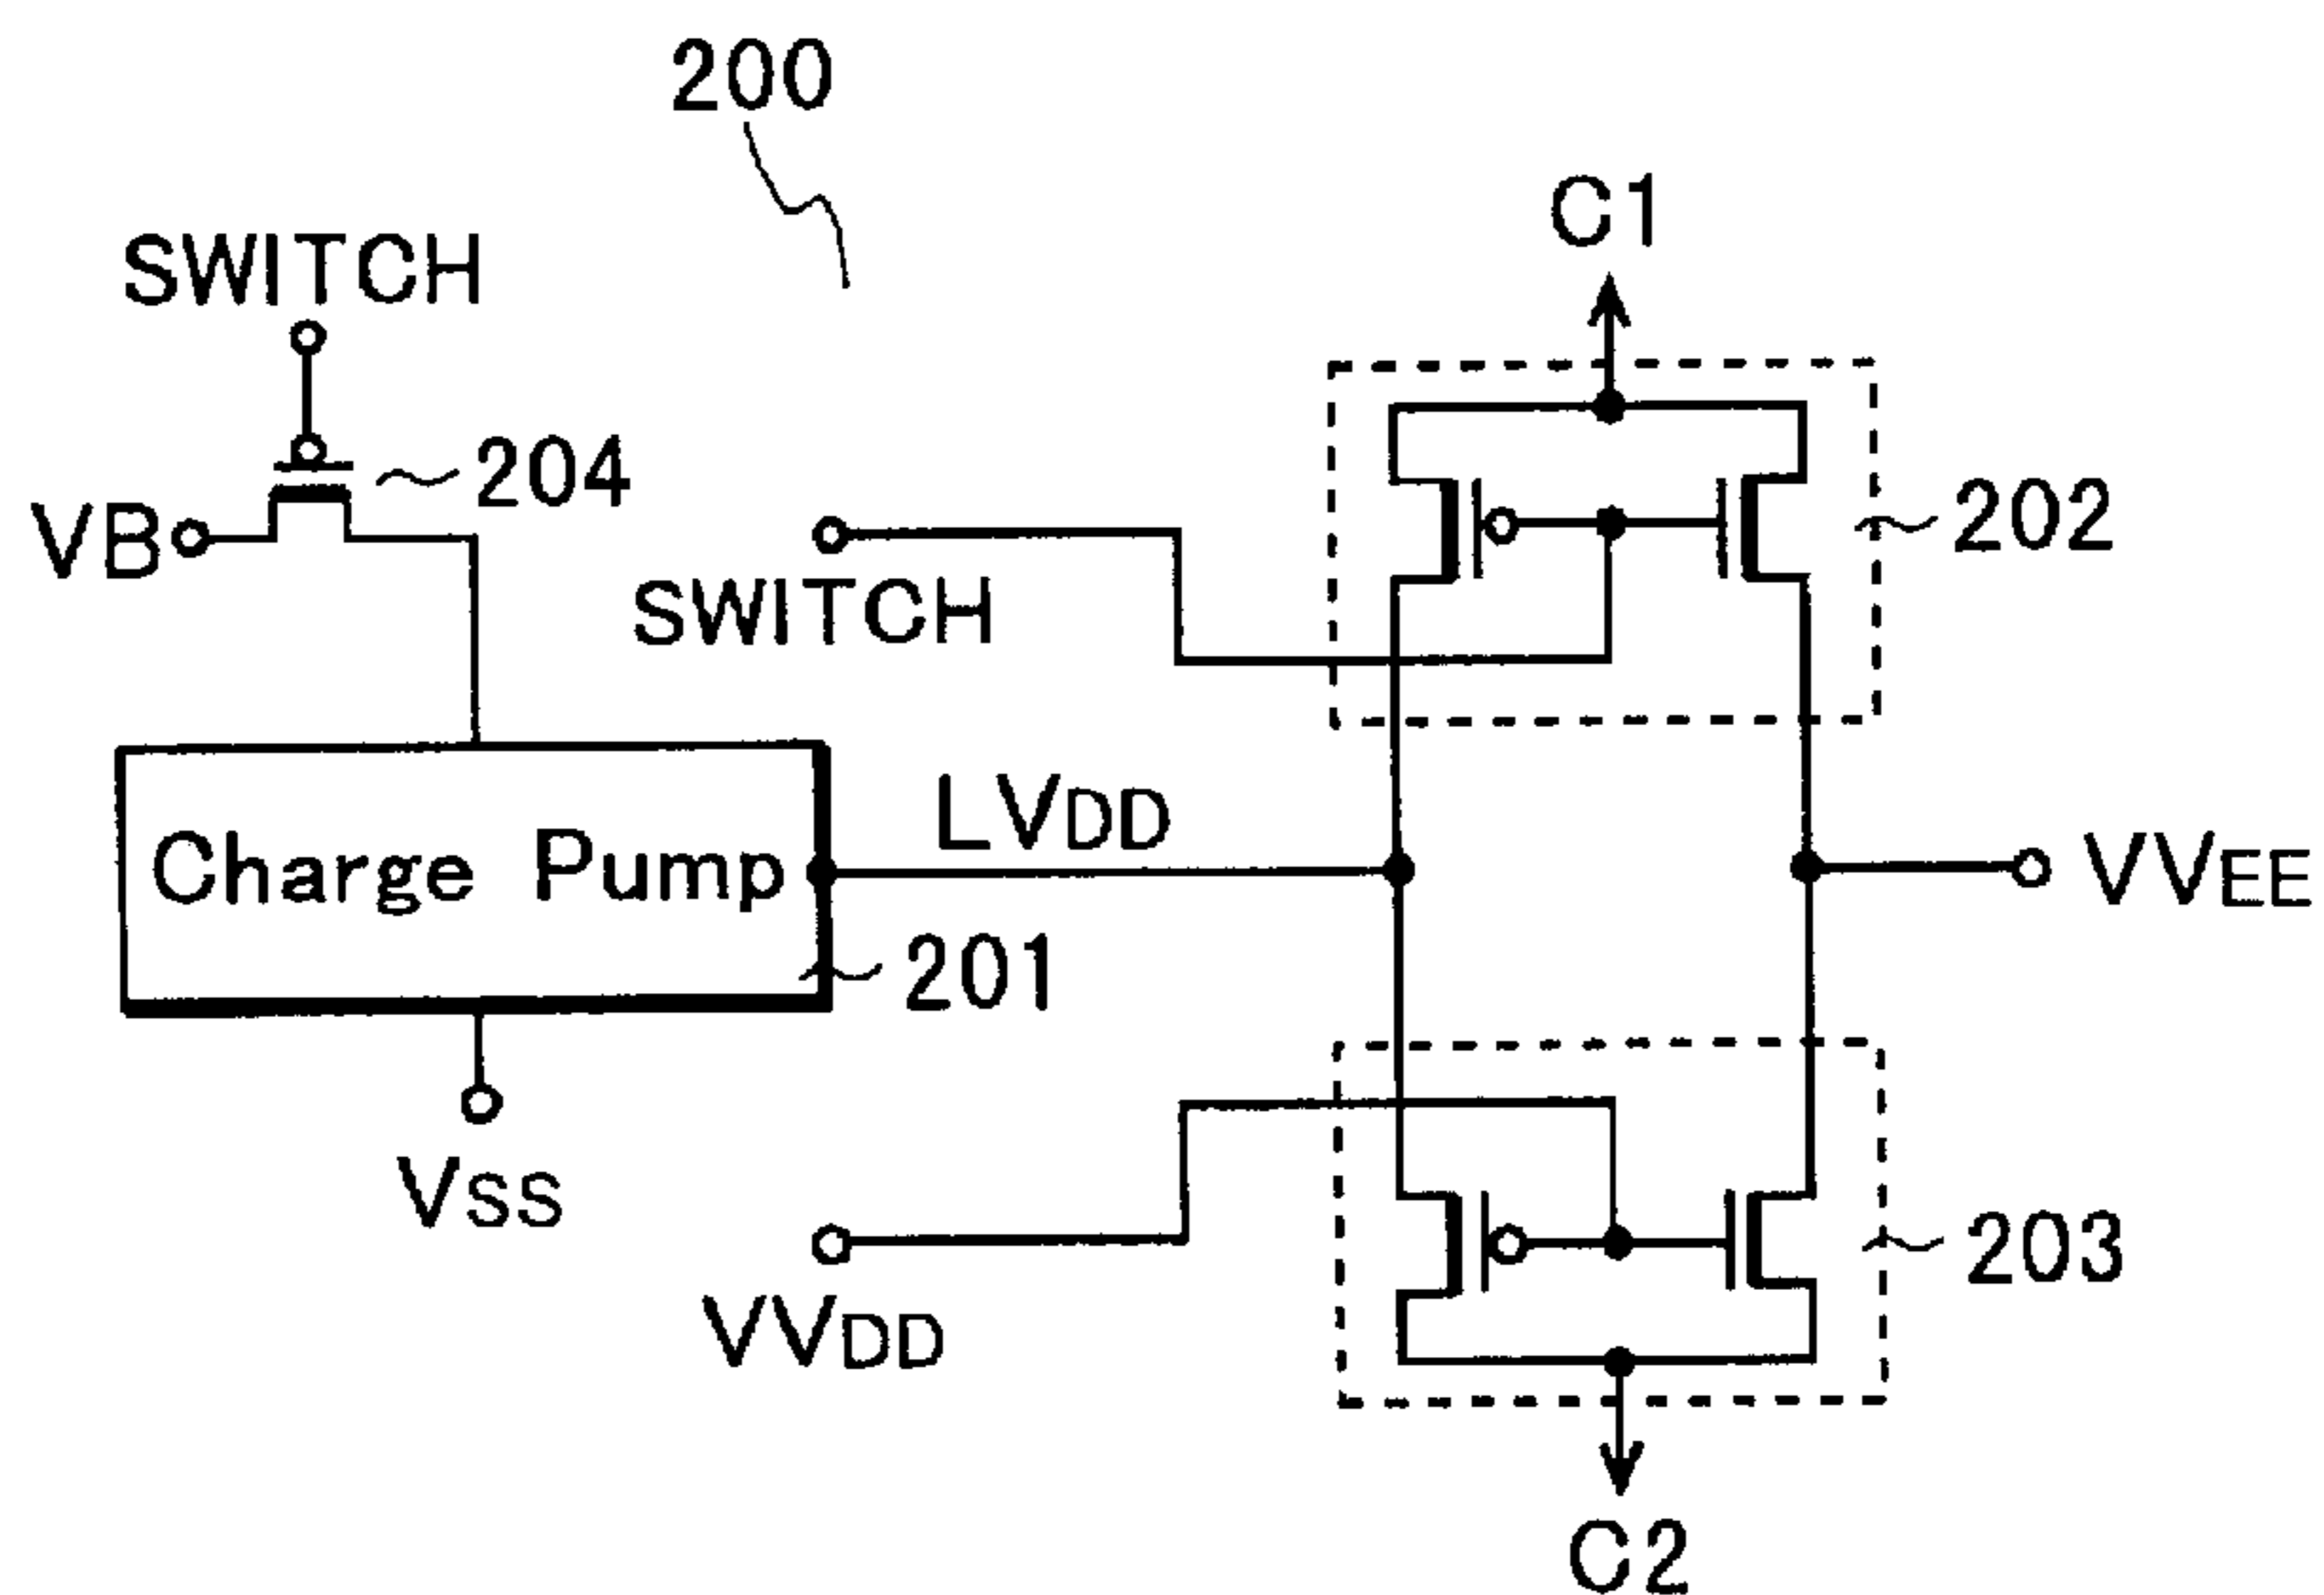 200
C1
SWITCH
204
VB
202
SWITCH
LVDD
Charge Pump
VVEE
201
VSS
203
VVDD
C2